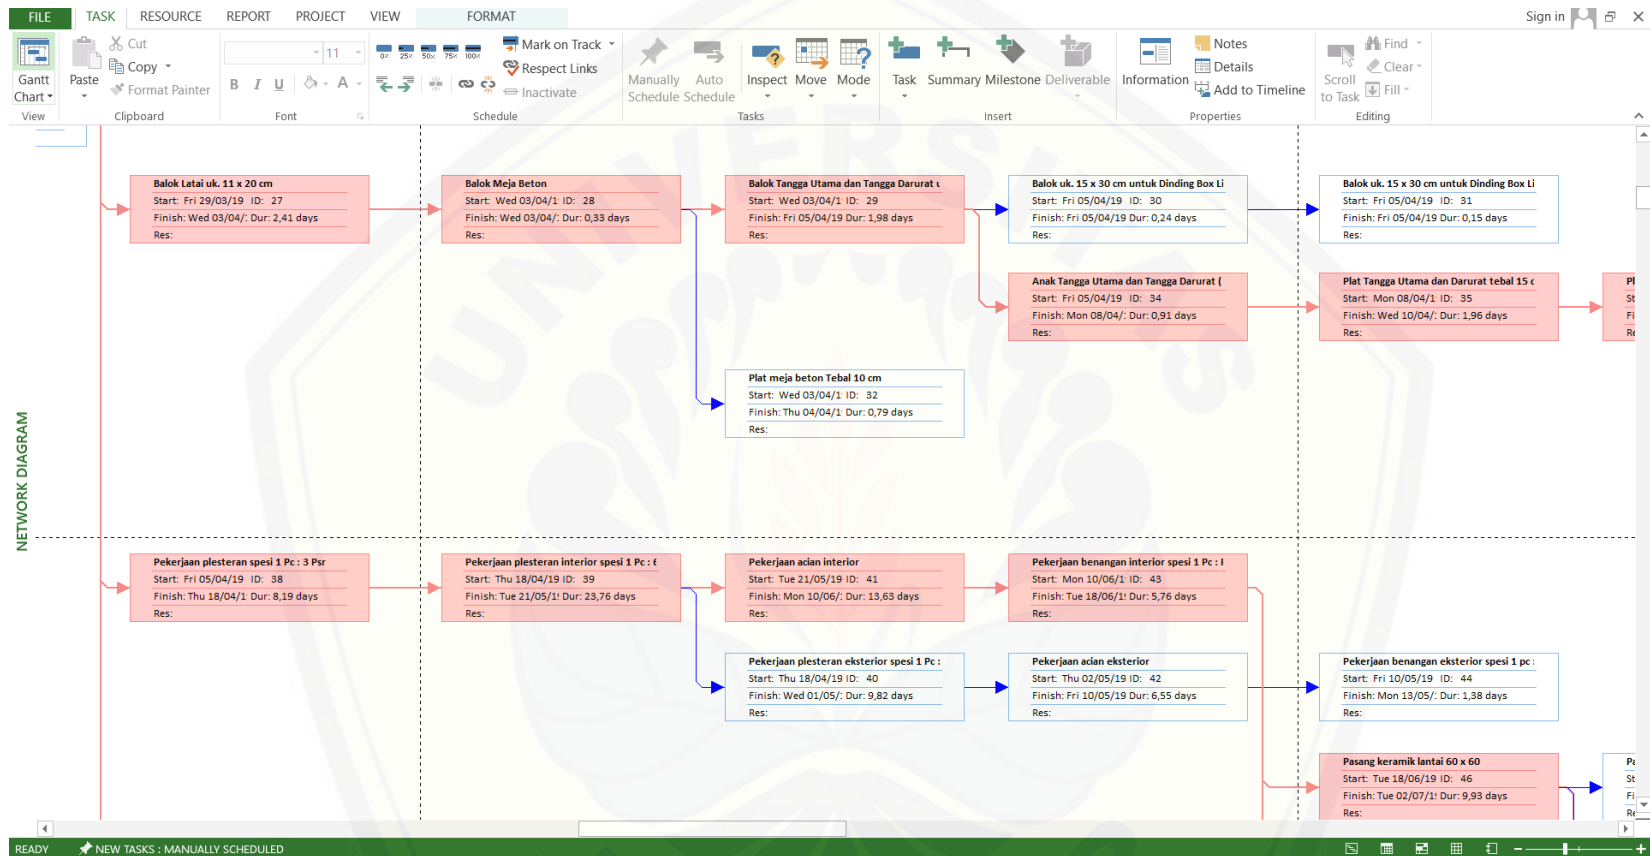 FILE TASK RESOURCE REPORT PROJECT VIEW FORMAT Sign in
Gantt Chart
Paste
Cut
Copy
Format Painter
11
B I U A
0% 25% 50% 75% 100%
Mark on Track
Respect Links
Inactivate
Manually Schedule
Auto Schedule
Inspect Move Mode
Task Summary Milestone Deliverable
Information
Notes
Details
Add to Timeline
Scroll to Task
Find
Clear
Fill
View Clipboard Font Schedule Tasks Insert Properties Editing
UNIVERSITAS
NETWORK DIAGRAM
Balok Latai uk. 11 x 20 cm
Start: Fri 29/03/19 ID: 27
Finish: Wed 03/04/: Dur: 2,41 days
Res:
Balok Meja Beton
Start: Wed 03/04/1 ID: 28
Finish: Wed 03/04/: Dur: 0,33 days
Res:
Balok Tangga Utama dan Tangga Darurat u
Start: Wed 03/04/1 ID: 29
Finish: Fri 05/04/19 Dur: 1,98 days
Res:
Balok uk. 15 x 30 cm untuk Dinding Box Li
Start: Fri 05/04/19 ID: 30
Finish: Fri 05/04/19 Dur: 0,24 days
Res:
Balok uk. 15 x 30 cm untuk Dinding Box Li
Start: Fri 05/04/19 ID: 31
Finish: Fri 05/04/19 Dur: 0,15 days
Res:
Anak Tangga Utama dan Tangga Darurat (
Start: Fri 05/04/19 ID: 34
Finish: Mon 08/04/: Dur: 0,91 days
Res:
Plat Tangga Utama dan Darurat tebal 15 c
Start: Mon 08/04/1 ID: 35
Finish: Wed 10/04/: Dur: 1,96 days
Res:
Pl
St
Fi
Re
Plat meja beton Tebal 10 cm
Start: Wed 03/04/1 ID: 32
Finish: Thu 04/04/1 Dur: 0,79 days
Res:
Pekerjaan plesteran spesi 1 Pc : 3 Psr
Start: Fri 05/04/19 ID: 38
Finish: Thu 18/04/1 Dur: 8,19 days
Res:
Pekerjaan plesteran interior spesi 1 Pc : 6
Start: Thu 18/04/19 ID: 39
Finish: Tue 21/05/1! Dur: 23,76 days
Res:
Pekerjaan acian interior
Start: Tue 21/05/19 ID: 41
Finish: Mon 10/06/: Dur: 13,63 days
Res:
Pekerjaan benangan interior spesi 1 Pc : I
Start: Mon 10/06/1 ID: 43
Finish: Tue 18/06/1! Dur: 5,76 days
Res:
Pekerjaan plesteran eksterior spesi 1 Pc :
Start: Thu 18/04/19 ID: 40
Finish: Wed 01/05/: Dur: 9,82 days
Res:
Pekerjaan acian eksterior
Start: Thu 02/05/19 ID: 42
Finish: Fri 10/05/19 Dur: 6,55 days
Res:
Pekerjaan benangan eksterior spesi 1 pc :
Start: Fri 10/05/19 ID: 44
Finish: Mon 13/05/: Dur: 1,38 days
Res:
Pasang keramik lantai 60 x 60
Start: Tue 18/06/19 ID: 46
Finish: Tue 02/07/1! Dur: 9,93 days
Res:
Pa
St
Fi
Re
READY NEW TASKS : MANUALLY SCHEDULED